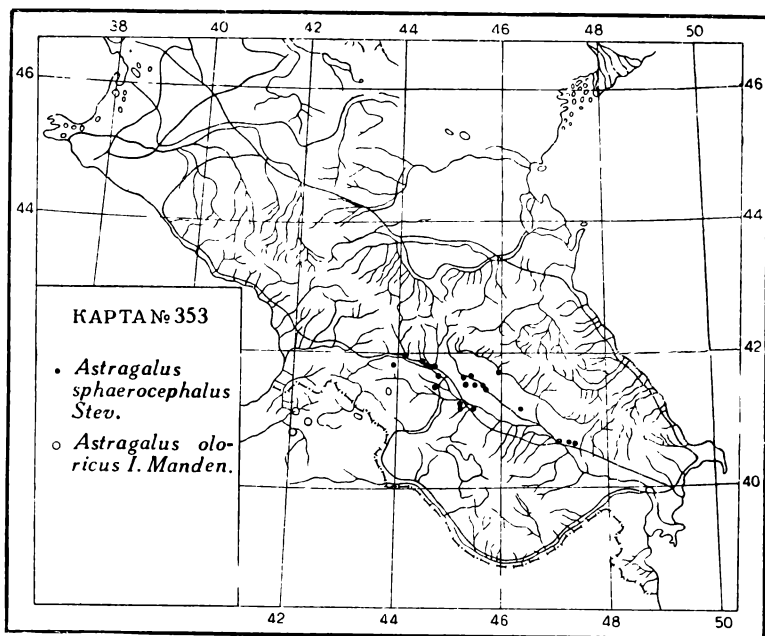 38 40 42 44 46 48 50
46 46
44 44
42
КАРТА № 353
• Astragalus
sphaerocephalus
Stev.
○ Astragalus olo-
ricus I. Manden.
40
42 44 46 48 50